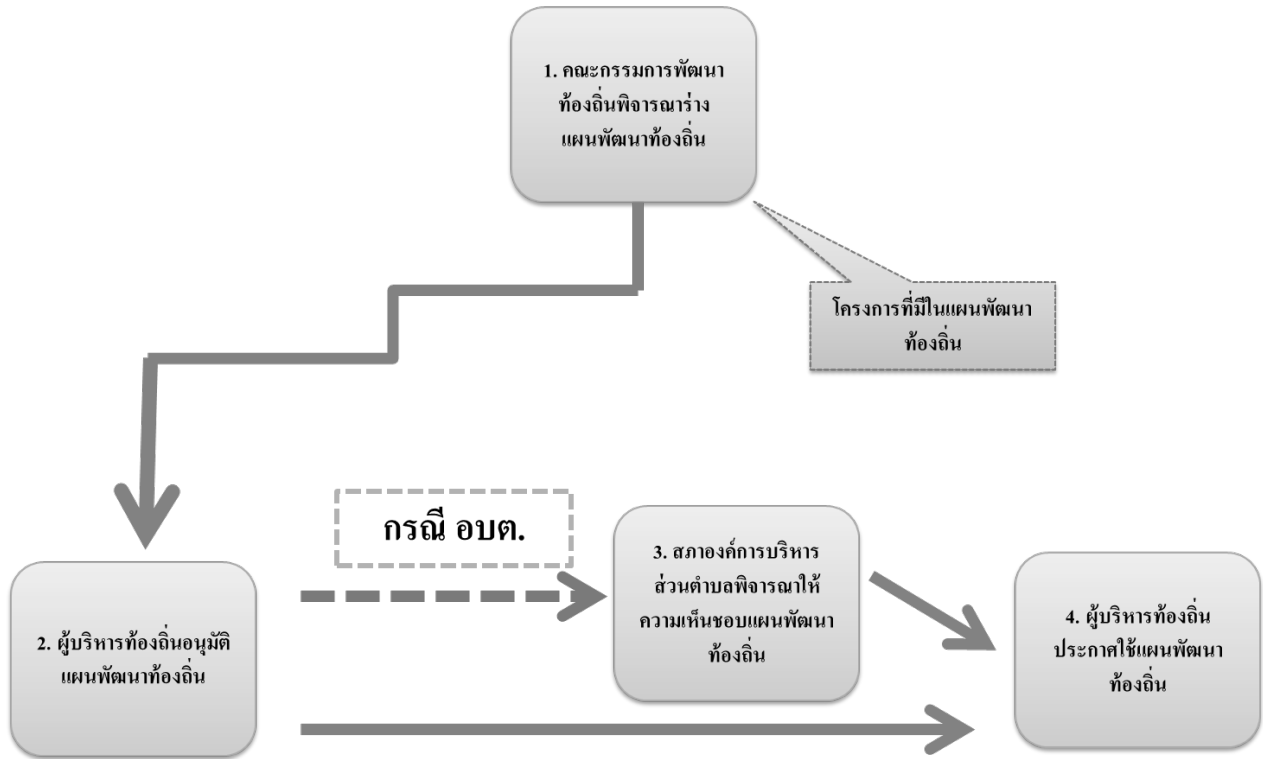 1. คณะกรรมการพัฒนา
ท้องถิ่นพิจารณาร่าง
แผนพัฒนาท้องถิ่น
โครงการที่มีในแผนพัฒนา
ท้องถิ่น
กรณี อบต.
2. ผู้บริหารท้องถิ่นอนุมัติ
แผนพัฒนาท้องถิ่น
3. สภาองค์การบริหาร
ส่วนตำบลพิจารณาให้
ความเห็นชอบแผนพัฒนา
ท้องถิ่น
4. ผู้บริหารท้องถิ่น
ประกาศใช้แผนพัฒนา
ท้องถิ่น